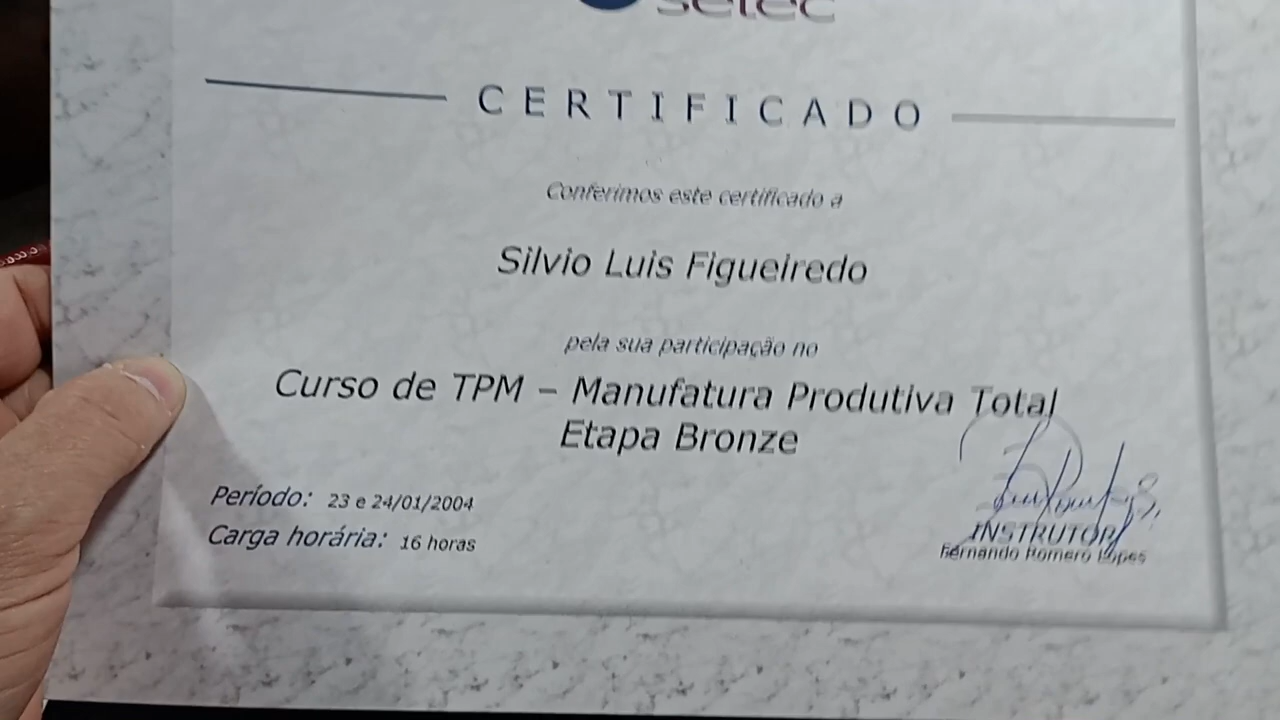 setec
CERTIFICADO
Conferimos este certificado a
Silvio Luis Figueiredo
pela sua participação no
Curso de TPM – Manufatura Produtiva Total
Etapa Bronze
Período: 23 e 24/01/2004
Carga horária: 16 horas
INSTRUTOR
Fernando Romero Lopes